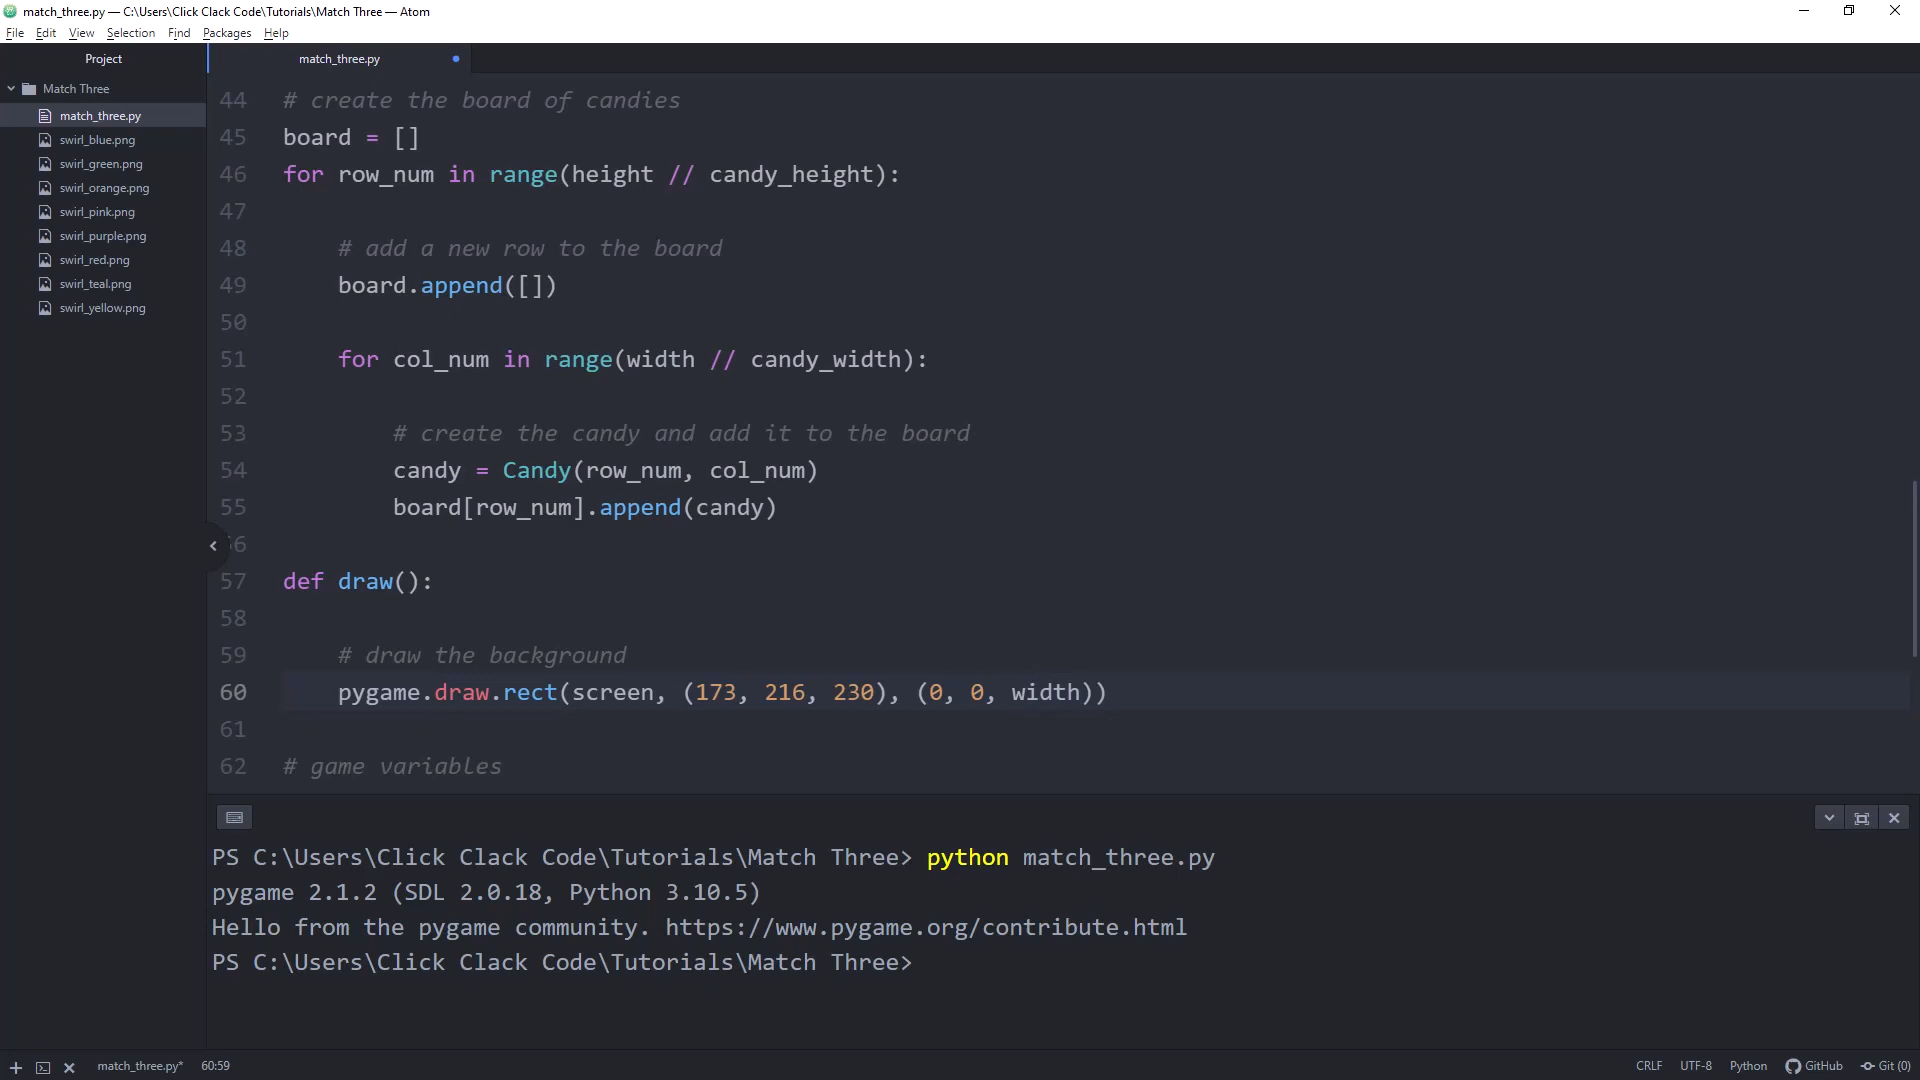 match_three.py — C:\Users\Click Clack Code\Tutorials\Match Three — Atom
File Edit View Selection Find Packages Help
Project
match_three.py
Match Three
match_three.py
swirl_blue.png
swirl_green.png
swirl_orange.png
swirl_pink.png
swirl_purple.png
swirl_red.png
swirl_teal.png
swirl_yellow.png
44 # create the board of candies
45 board = []
46 for row_num in range(height // candy_height):
47
48 # add a new row to the board
49 board.append([])
50
51 for col_num in range(width // candy_width):
52
53 # create the candy and add it to the board
54 candy = Candy(row_num, col_num)
55 board[row_num].append(candy)
56
57 def draw():
58
59 # draw the background
60 pygame.draw.rect(screen, (173, 216, 230), (0, 0, width))
61
62 # game variables
PS C:\Users\Click Clack Code\Tutorials\Match Three> python match_three.py
pygame 2.1.2 (SDL 2.0.18, Python 3.10.5)
Hello from the pygame community. https://www.pygame.org/contribute.html
PS C:\Users\Click Clack Code\Tutorials\Match Three>
match_three.py* 60:59 CRLF UTF-8 Python GitHub Git (0)